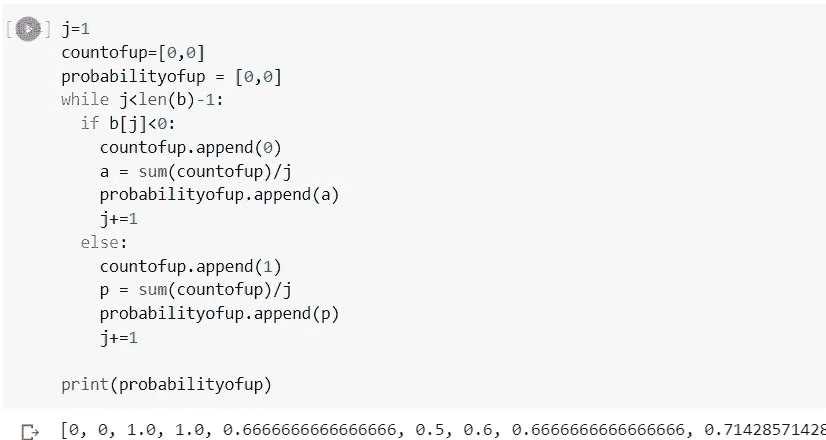 [ ] j=1
countofup=[0,0]
probabilityofup = [0,0]
while j<len(b)-1:
  if b[j]<0:
    countofup.append(0)
    a = sum(countofup)/j
    probabilityofup.append(a)
    j+=1
  else:
    countofup.append(1)
    p = sum(countofup)/j
    probabilityofup.append(p)
    j+=1
print(probabilityofup)
[0, 0, 1.0, 1.0, 0.6666666666666666, 0.5, 0.6, 0.6666666666666666, 0.71428571428